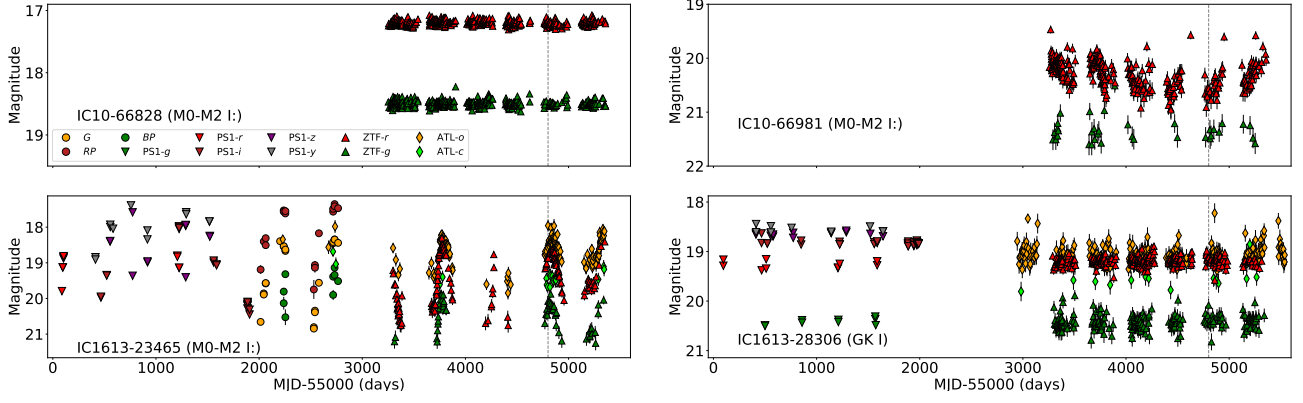 17
18
19
Magnitude
IC10-66828 (M0-M2 I:)
G BP PS1-r PS1-z ZTF-r ATL-o
RP PS1-g PS1-i PS1-y ZTF-g ATL-c
19
20
21
22
Magnitude
IC10-66981 (M0-M2 I:)
18
19
20
21
Magnitude
IC1613-23465 (M0-M2 I:)
0 1000 2000 3000 4000 5000
MJD-55000 (days)
18
19
20
21
Magnitude
IC1613-28306 (GK I)
0 1000 2000 3000 4000 5000
MJD-55000 (days)